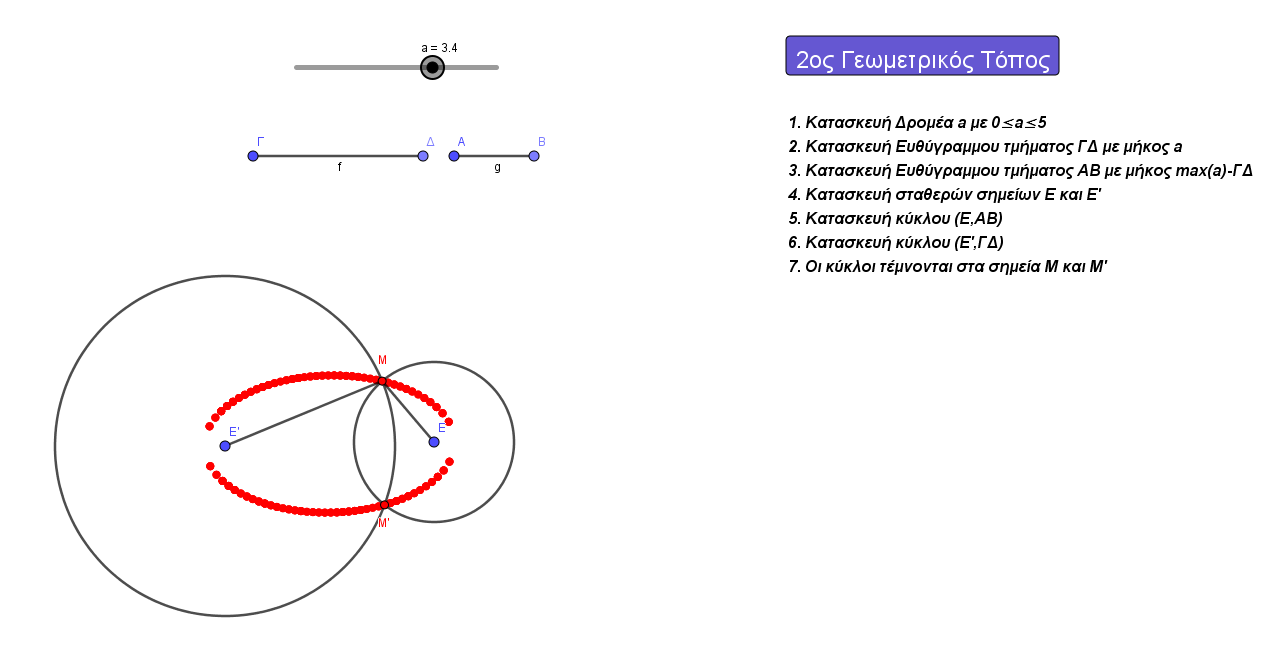 a = 3.4
2ος Γεωμετρικός Τόπος
1. Κατασκευή Δρομέα a με 0≤a≤5
Γ Δ Α Β
2. Κατασκευή Ευθύγραμμου τμήματος ΓΔ με μήκος a
f g
3. Κατασκευή Ευθύγραμμου τμήματος ΑΒ με μήκος max(a)-ΓΔ
4. Κατασκευή σταθερών σημείων Ε και Ε'
5. Κατασκευή κύκλου (Ε,ΑΒ)
6. Κατασκευή κύκλου (Ε',ΓΔ)
7. Οι κύκλοι τέμνονται στα σημεία Μ και Μ'
Μ
Ε' Ε
Μ'